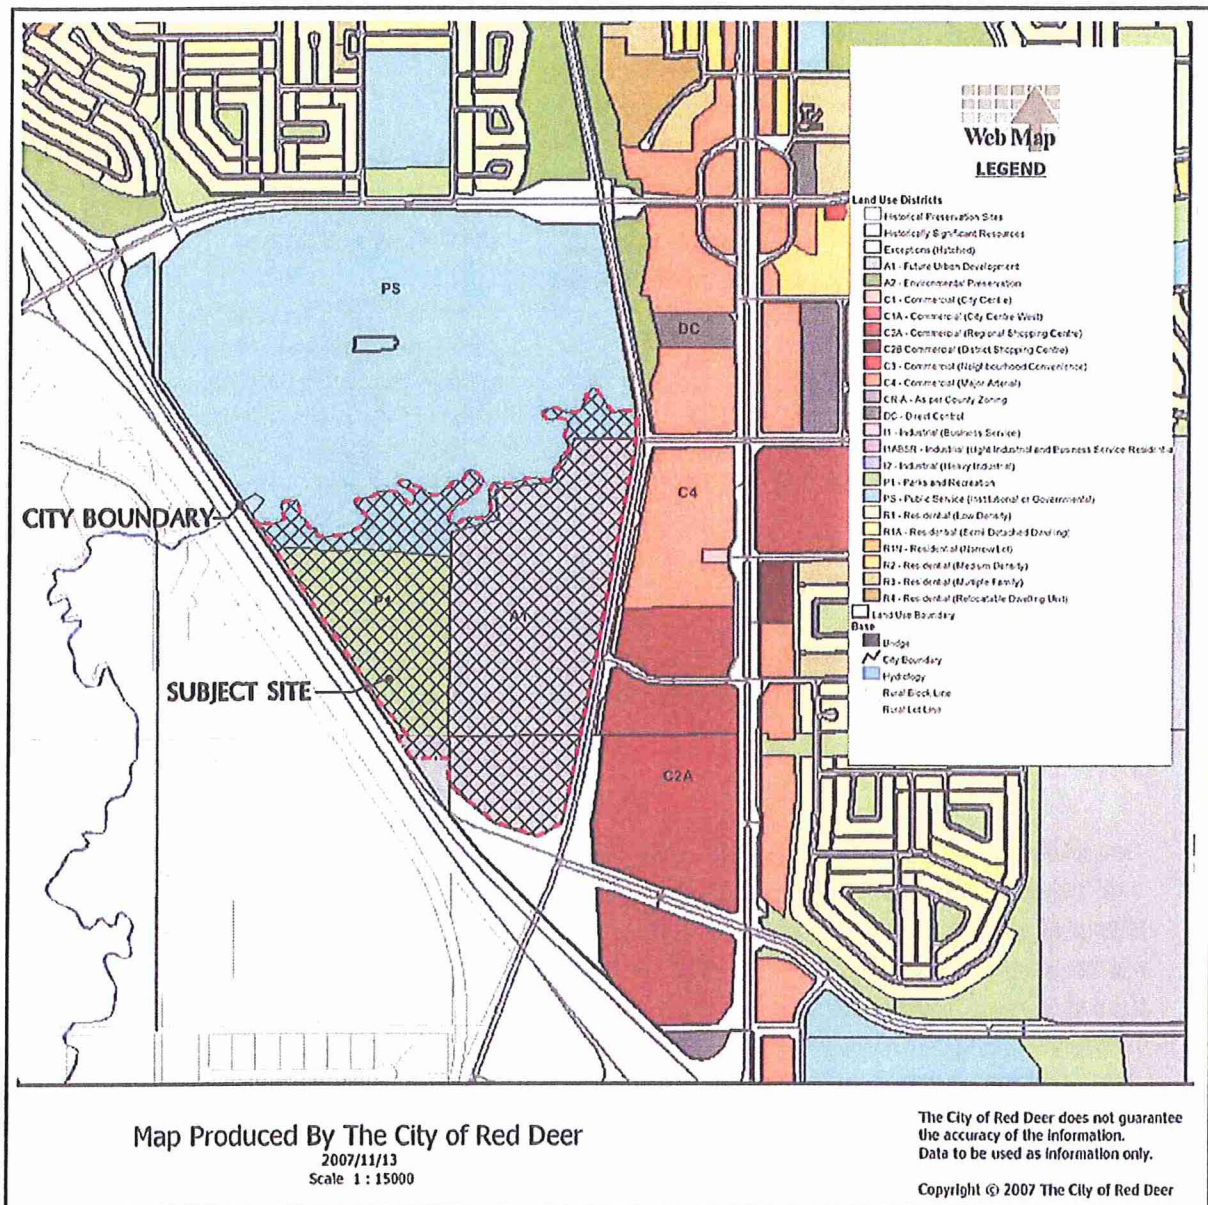 PS
DC
C4
CITY BOUNDARY
P1
A1
SUBJECT SITE
C2A
Web Map
LEGEND
Land Use Districts
Historical Preservation Sites
Historically Significant Resources
Exceptions (Hatched)
A1 - Future Urban Development
A2 - Environmental Preservation
C1 - Commercial (City Centre)
C1A - Commercial (City Centre West)
C2A - Commercial (Regional Shopping Centre)
C2B Commercial (District Shopping Centre)
C3 - Commercial (Neighbourhood Convenience)
C4 - Commercial (Major Arterial)
CR-A - As per County Zoning
DC - Direct Control
I1 - Industrial (Business Service)
Industrial (Light Industrial and Business Service Residentia
I2 - Industrial (Heavy Industrial)
P1 - Parks and Recreation
PS - Public Service (Institutional or Governmental)
R1 - Residential (Low Density)
R1A - Residential (Semi Detached Dwelling)
R1N - Residential (Narrow Lot)
R2 - Residential (Medium Density)
R3 - Residential (Multiple Family)
R4 - Residential (Relocatable Dwelling Unit)
Land Use Boundary
Base
Bridge
City Boundary
Hydrology
Rural Block Line
Rural Lot Line
Map Produced By The City of Red Deer
2007/11/13
Scale 1 : 15000
The City of Red Deer does not guarantee
the accuracy of the information.
Data to be used as information only.
Copyright © 2007 The City of Red Deer